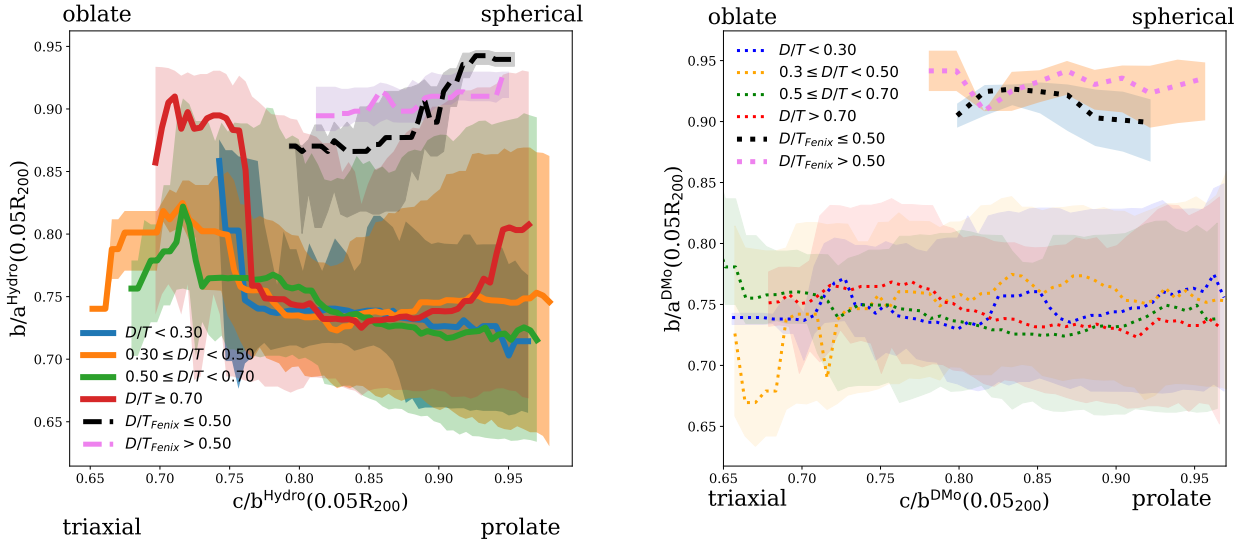 oblate
spherical
0.95
0.90
0.85
0.80
0.75
0.70
0.65
b/a^Hydro(0.05R_200)
D/T < 0.30
0.30 ≤ D/T < 0.50
0.50 ≤ D/T < 0.70
D/T ≥ 0.70
D/T_Fenix ≤ 0.50
D/T_Fenix > 0.50
0.65 0.70 0.75 0.80 0.85 0.90 0.95
c/b^Hydro(0.05R_200)
triaxial
prolate
oblate
spherical
0.95
0.90
0.85
0.80
0.75
0.70
0.65
b/a^DMo(0.05R_200)
D/T < 0.30
0.3 ≤ D/T < 0.50
0.5 ≤ D/T < 0.70
D/T > 0.70
D/T_Fenix ≤ 0.50
D/T_Fenix > 0.50
0.65 0.70 0.75 0.80 0.85 0.90 0.95
c/b^DMo(0.05_200)
triaxial
prolate